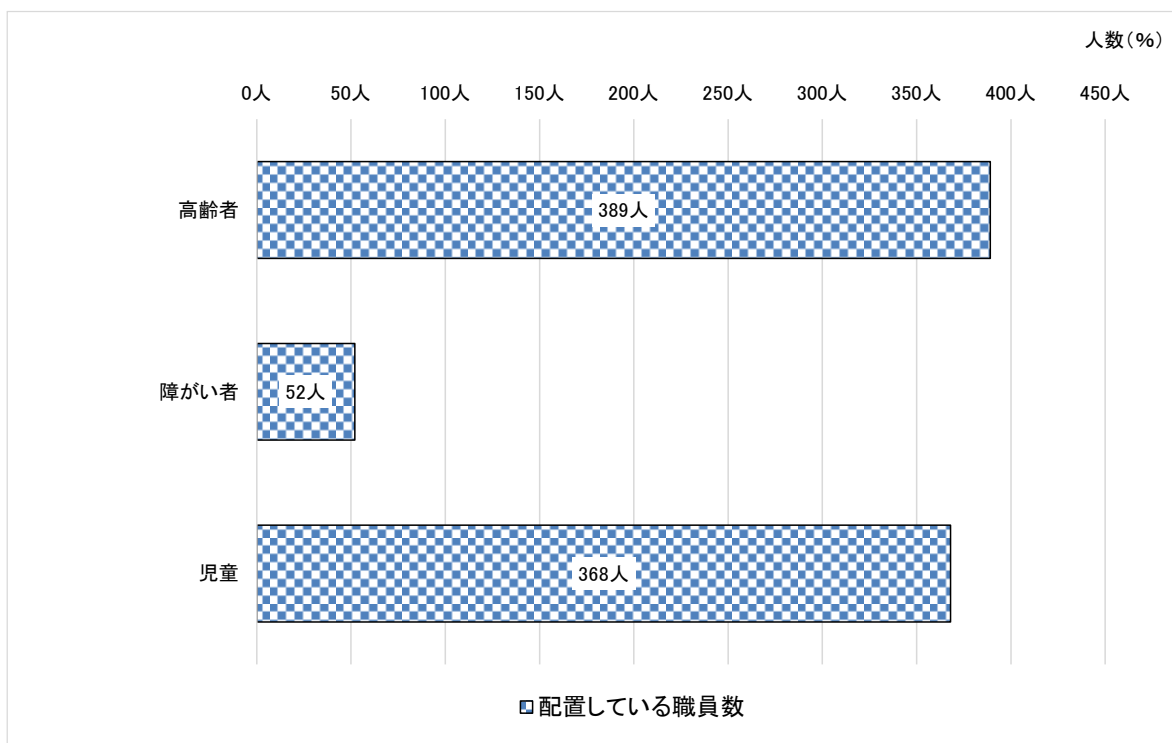 人数(%)
0人 50人 100人 150人 200人 250人 300人 350人 400人 450人
高齢者 389人
障がい者 52人
児童 368人
配置している職員数